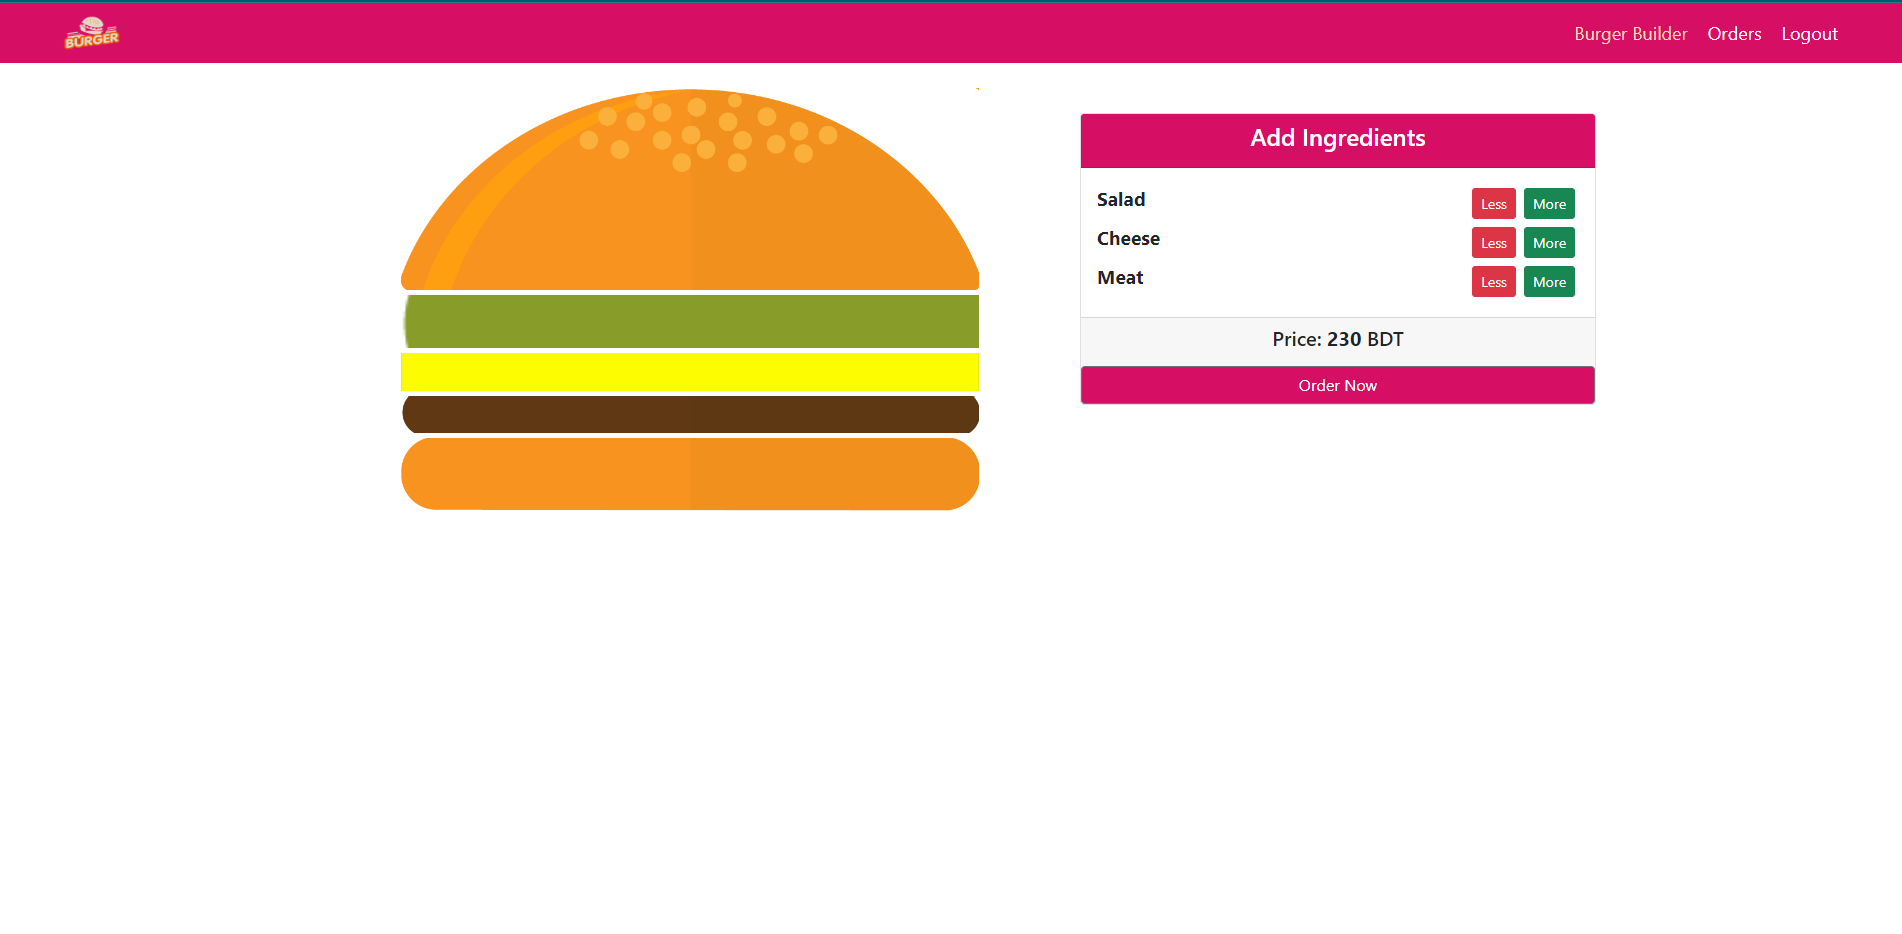 BURGER
Burger Builder Orders Logout
Add Ingredients
Salad Less More
Cheese Less More
Meat Less More
Price: 230 BDT
Order Now